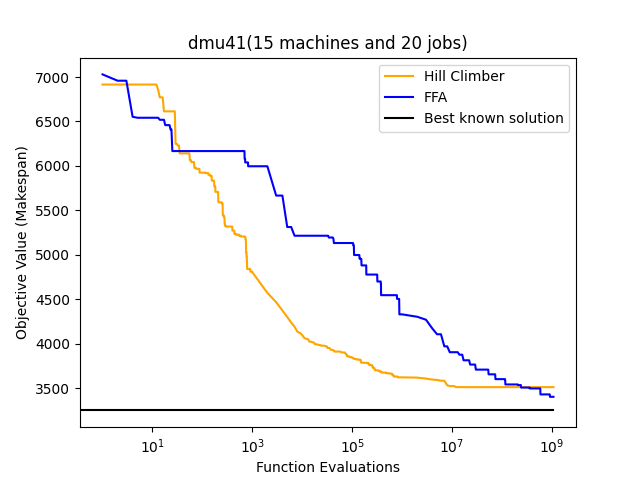 dmu41(15 machines and 20 jobs)
Hill Climber
FFA
Best known solution
Objective Value (Makespan)
7000
6500
6000
5500
5000
4500
4000
3500
10^1
10^3
10^5
10^7
10^9
Function Evaluations